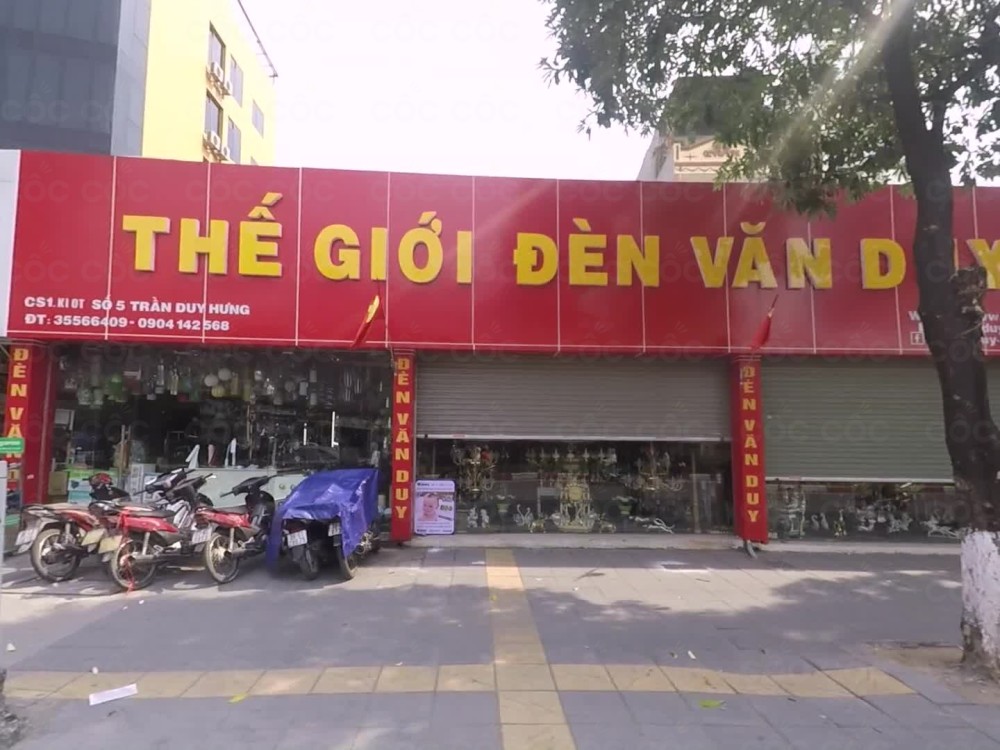 THẾ GIỚI ĐÈN VĂN DUY
CS1. KI OT SỐ 5 TRẦN DUY HƯNG
ĐT: 35566409 - 0904 142 568
ĐÈN VĂN DUY
ĐÈN VĂN DUY